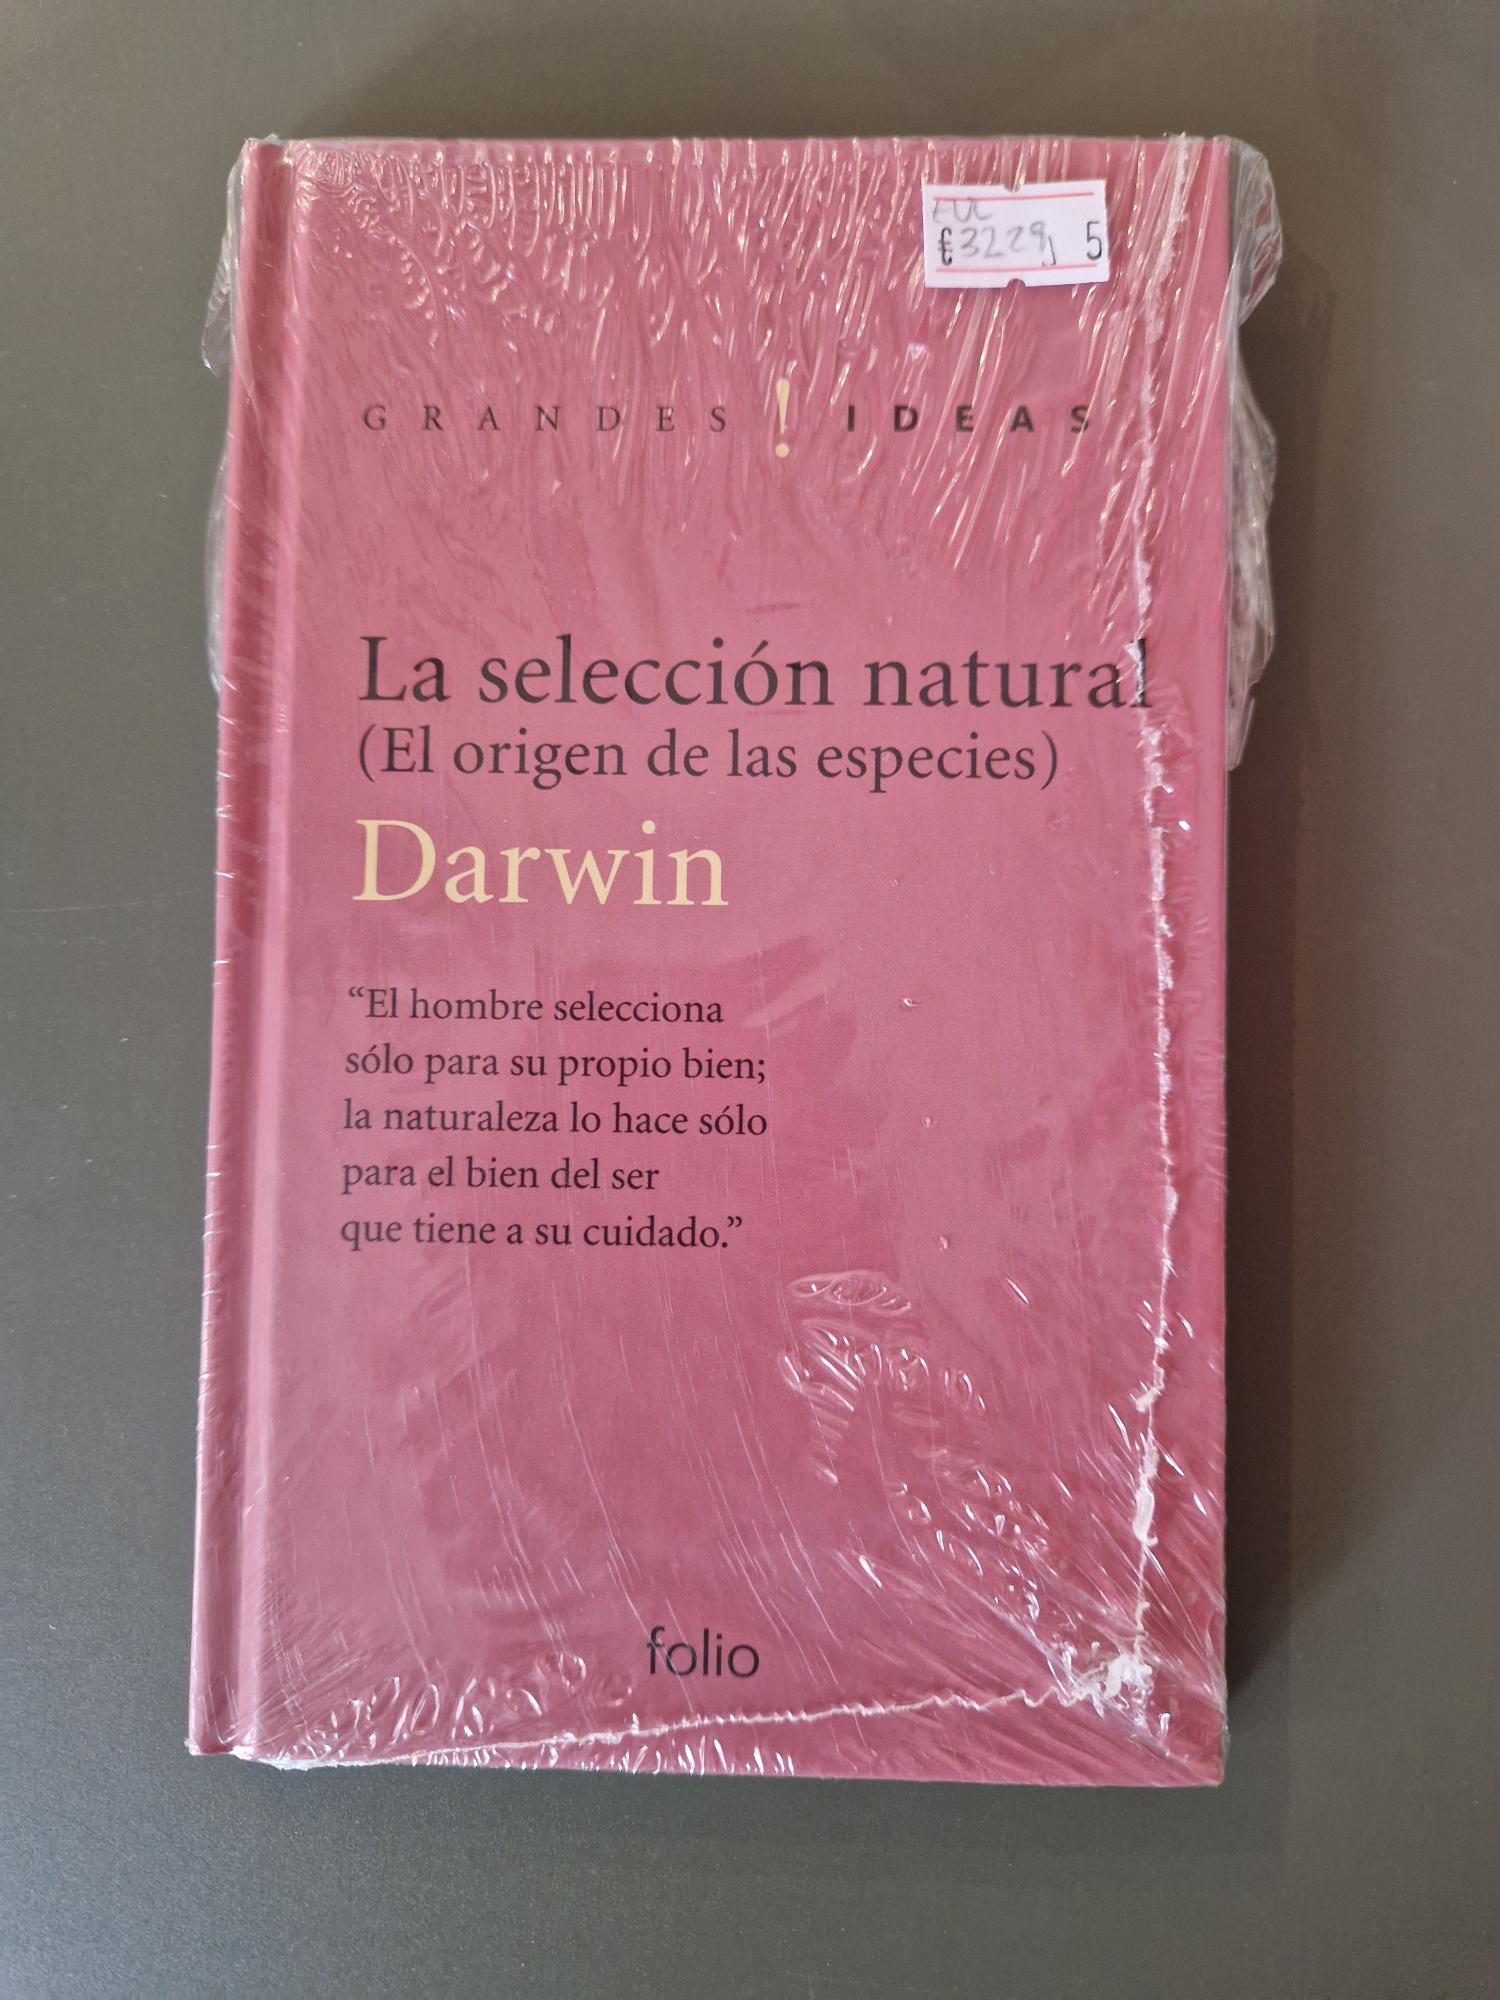 € 5
GRANDES ! IDEAS
La selección natural
(El origen de las especies)
Darwin
“El hombre selecciona
sólo para su propio bien;
la naturaleza lo hace sólo
para el bien del ser
que tiene a su cuidado.”
folio